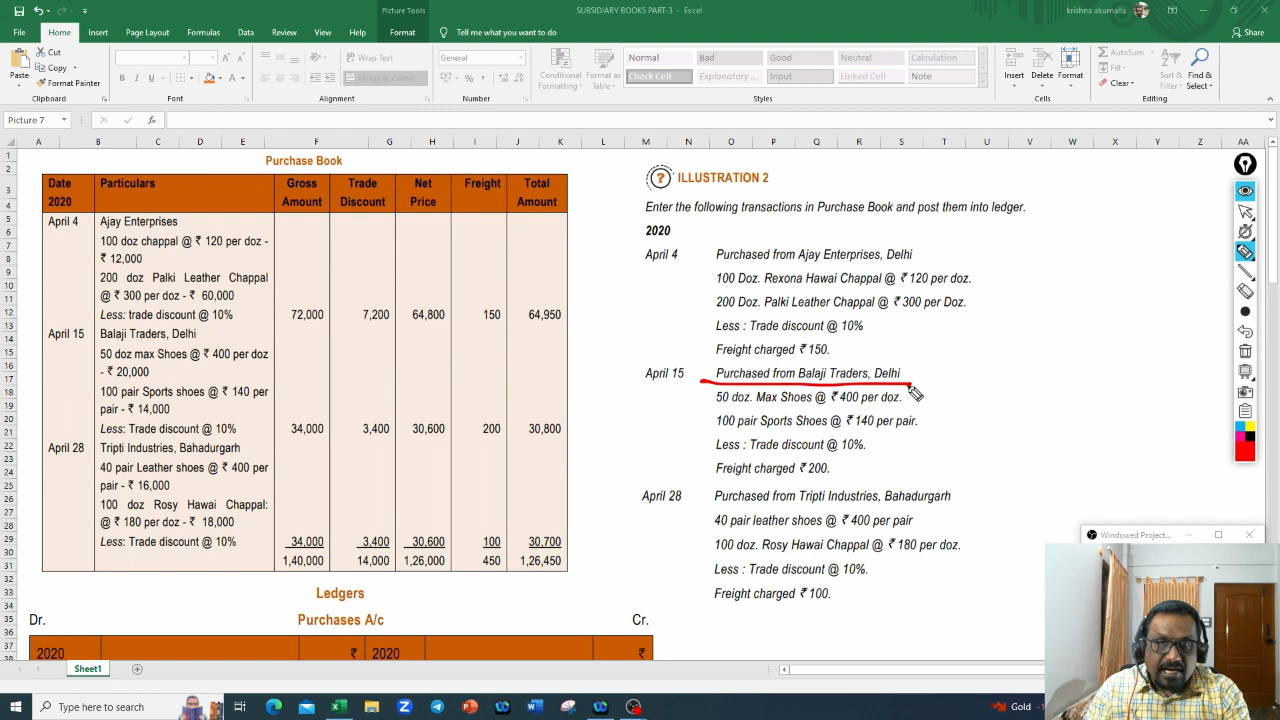 Picture Tools
SUBSIDIARY BOOKS PART-3 – Excel
krishna akumalla
File Home Insert Page Layout Formulas Data Review View Help Format Tell me what you want to do Share
Paste
Cut
Copy
Format Painter
Clipboard
B I U
Font
Wrap Text
Merge & Center
Alignment
General
Number
Conditional Formatting
Format as Table
Normal Bad Good Neutral Calculation
Check Cell Explanatory ... Input Linked Cell Note
Styles
Insert Delete Format
Cells
AutoSum
Fill
Clear
Sort & Filter
Find & Select
Editing
Picture 7
fx
A B C D E F G H I J K L M N O P Q R S T U V W X Y Z AA
Purchase Book
Date 2020 Particulars Gross Amount Trade Discount Net Price Freight Total Amount
April 4 Ajay Enterprises
100 doz chappal @ ₹ 120 per doz -
₹ 12,000
200 doz Palki Leather Chappal
@ ₹ 300 per doz - ₹ 60,000
Less: trade discount @ 10% 72,000 7,200 64,800 150 64,950
April 15 Balaji Traders, Delhi
50 doz max Shoes @ ₹ 400 per doz
- ₹ 20,000
100 pair Sports shoes @ ₹ 140 per
pair - ₹ 14,000
Less: Trade discount @ 10% 34,000 3,400 30,600 200 30,800
April 28 Tripti Industries, Bahadurgarh
40 pair Leather shoes @ ₹ 400 per
pair - ₹ 16,000
100 doz Rosy Hawai Chappal:
@ ₹ 180 per doz - ₹ 18,000
Less: Trade discount @ 10% 34,000 3,400 30,600 100 30,700
1,40,000 14,000 1,26,000 450 1,26,450
Ledgers
Dr. Purchases A/c Cr.
2020 ₹ 2020 ₹
? ILLUSTRATION 2
Enter the following transactions in Purchase Book and post them into ledger.
2020
April 4 Purchased from Ajay Enterprises, Delhi
100 Doz. Rexona Hawai Chappal @ ₹ 120 per doz.
200 Doz. Palki Leather Chappal @ ₹ 300 per Doz.
Less : Trade discount @ 10%
Freight charged ₹ 150.
April 15 Purchased from Balaji Traders, Delhi
50 doz. Max Shoes @ ₹ 400 per doz.
100 pair Sports Shoes @ ₹ 140 per pair.
Less : Trade discount @ 10%.
Freight charged ₹ 200.
April 28 Purchased from Tripti Industries, Bahadurgarh
40 pair leather shoes @ ₹ 400 per pair
100 doz. Rosy Hawai Chappal @ ₹ 180 per doz.
Less : Trade discount @ 10%.
Freight charged ₹ 100.
Windowed Project...
Sheet1
Type here to search
Gold